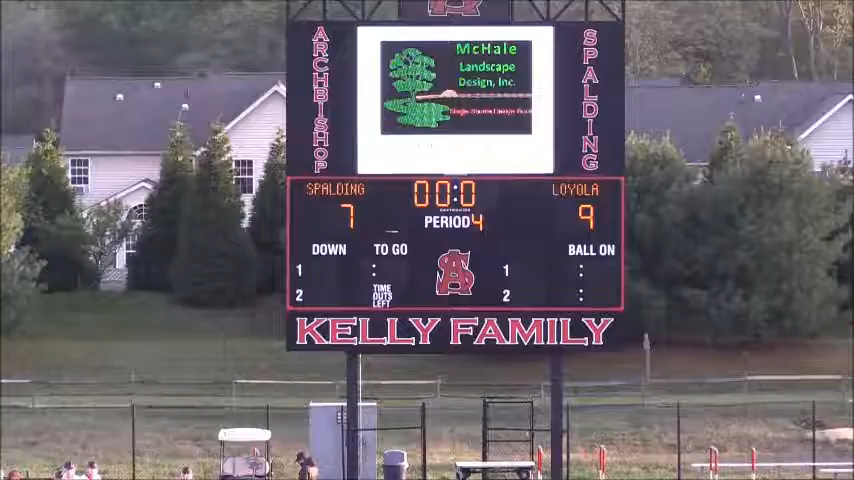 ARCHBISHOP
McHale
Landscape
Design, Inc.
SPALDING
SPALDING 00:0 LOYOLA
7 PERIOD 4 9
DOWN TO GO BALL ON
1 : 1 :
2 TIME OUTS LEFT 2 :
AS
KELLY FAMILY